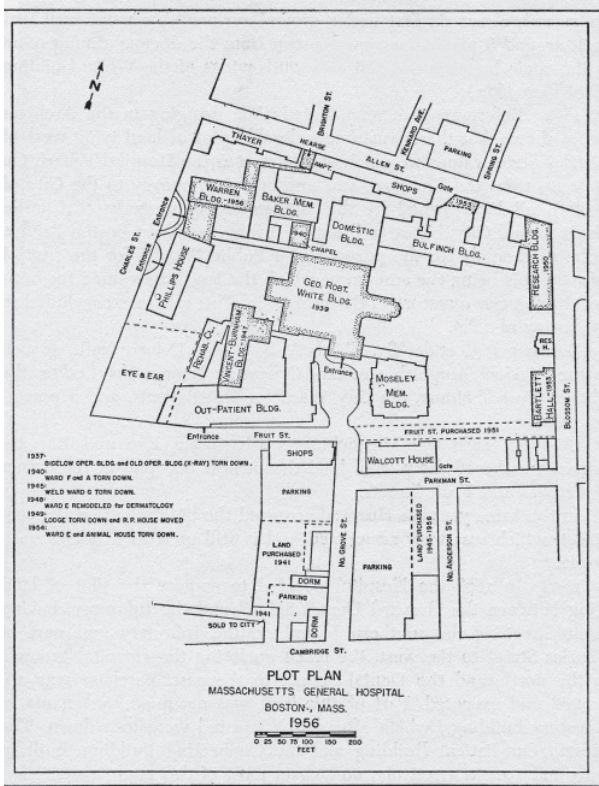 N
BRIGHTON ST.
THAYER
HEARSE
AMPT.
ALLEN ST.
KENNARD AVE.
PARKING
SPRING ST.
SHOPS
Gate
1952
WARREN
BLDG.-1956
BAKER MEM.
BLDG.
1940
DOMESTIC
BLDG.
BULFINCH BLDG.
RESEARCH BLDG.
1950
CHAPEL
Entrance
CHARLES ST.
Entrance
PHILLIPS HOUSE
GEO. ROBT.
WHITE BLDG.
1939
RES.
H.
REHAB. CL.
VINCENT-BURNHAM
BLDG.-1947
EYE & EAR
Entrance
MOSELEY
MEM.
BLDG.
BARTLETT
HALL-1953
BLOSSOM ST.
OUT-PATIENT BLDG.
FRUIT ST. PURCHASED 1951
Entrance
FRUIT ST.
SHOPS
WALCOTT HOUSE
Gate
PARKMAN ST.
1937:
BIGELOW OPER. BLDG. and OLD OPER. BLDG. (X-RAY) TORN DOWN.
1940:
WARD F and A TORN DOWN.
1945:
WELD WARD G TORN DOWN.
1948:
WARD E REMODELED for DERMATOLOGY
1949:
LODGE TORN DOWN and R.P. HOUSE MOVED
1954:
WARD E and ANIMAL HOUSE TORN DOWN.
PARKING
LAND
PURCHASED
1941
NO. GROVE ST.
PARKING
LAND PURCHASED
1945-1956
NO. ANDERSON ST.
DORM
PARKING
1941
SOLD TO CITY
DORM
CAMBRIDGE ST.
PLOT PLAN
MASSACHUSETTS GENERAL HOSPITAL
BOSTON-, MASS.
1956
0 25 50 75 100 150 200
FEET